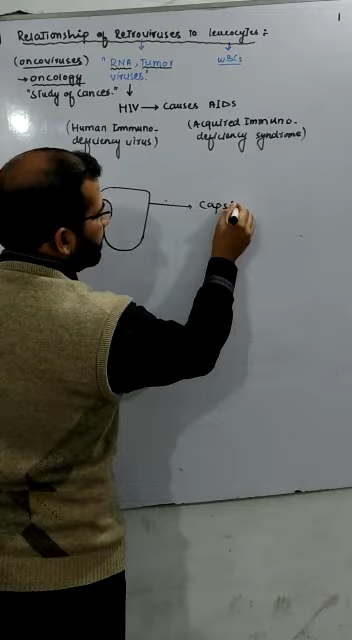 Relationship of Retroviruses to leucocytes :
(oncoviruses) "RNA, Tumor viruses." WBCs
→ oncology
"Study of Cancer."
HIV → Causes AIDS
(Human Immuno-deficiency virus) (Acquired Immuno-deficiency syndrome)
→ Caps